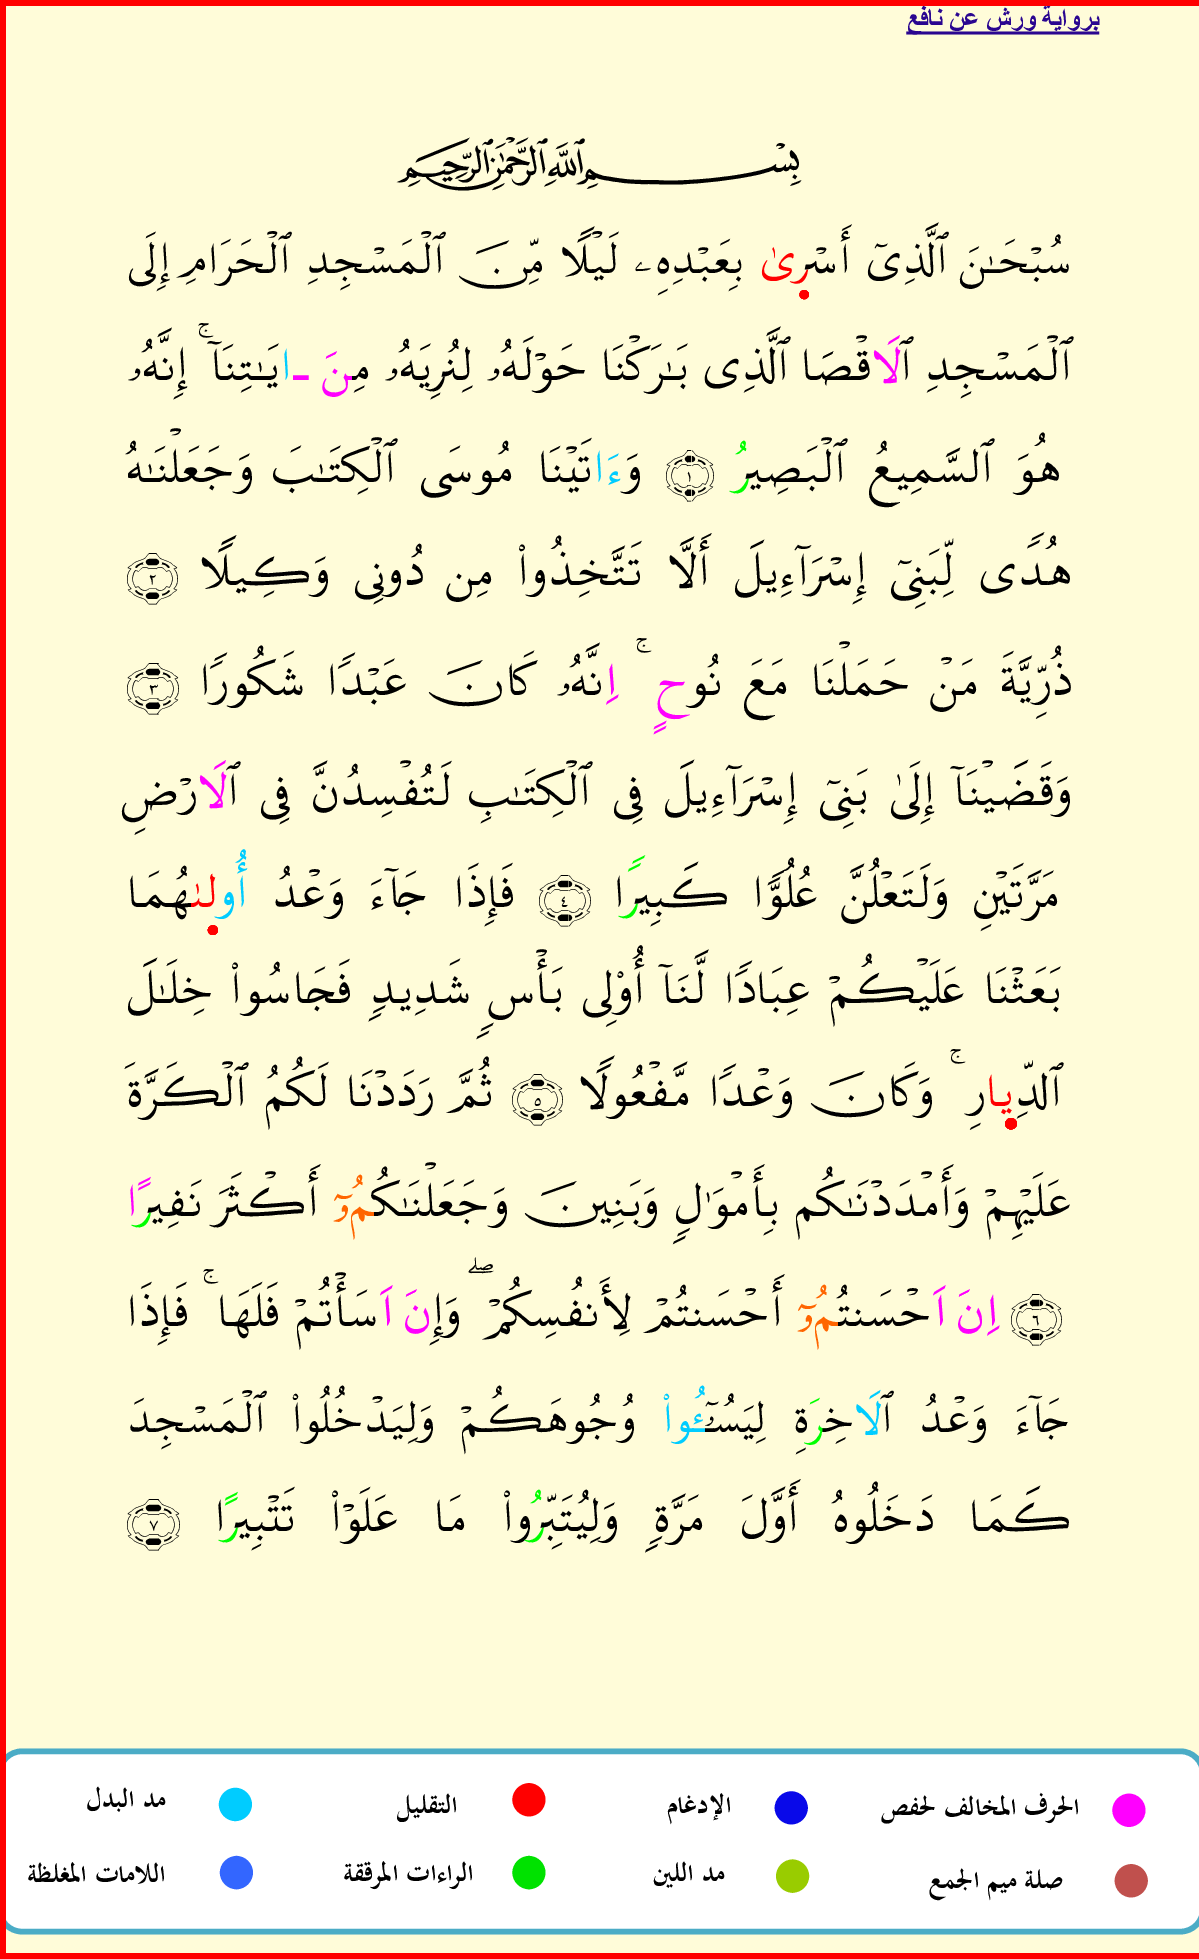 برواية ورش عن نافع
بِسْمِ ٱللَّهِ ٱلرَّحْمَٰنِ ٱلرَّحِيمِ
سُبْحَٰنَ ٱلَّذِىٓ أَسْرِىٰ بِعَبْدِهِۦ لَيْلًا مِّنَ ٱلْمَسْجِدِ ٱلْحَرَامِ إِلَى
ٱلْمَسْجِدِ ٱلَاقْصَا ٱلَّذِى بَٰرَكْنَا حَوْلَهُۥ لِنُرِيَهُۥ مِنَ ـايَٰتِنَآ ۚ إِنَّهُۥ
هُوَ ٱلسَّمِيعُ ٱلْبَصِيرُ ١ وَءَاتَيْنَا مُوسَى ٱلْكِتَٰبَ وَجَعَلْنَٰهُ
هُدًى لِّبَنِىٓ إِسْرَآءِيلَ أَلَّا تَتَّخِذُواْ مِن دُونِى وَكِيلًا ٢
ذُرِّيَّةَ مَنْ حَمَلْنَا مَعَ نُوحٍ ۚ اِنَّهُۥ كَانَ عَبْدًا شَكُورًا ٣
وَقَضَيْنَآ إِلَىٰ بَنِىٓ إِسْرَآءِيلَ فِى ٱلْكِتَٰبِ لَتُفْسِدُنَّ فِى ٱلَارْضِ
مَرَّتَيْنِ وَلَتَعْلُنَّ عُلُوًّا كَبِيرًا ٤ فَإِذَا جَآءَ وَعْدُ أُولِىٰهُمَا
بَعَثْنَا عَلَيْكُمْ عِبَادًا لَّنَآ أُوْلِى بَأْسٍ شَدِيدٍ فَجَاسُواْ خِلَٰلَ
ٱلدِّيارِ ۚ وَكَانَ وَعْدًا مَّفْعُولًا ٥ ثُمَّ رَدَدْنَا لَكُمُ ٱلْكَرَّةَ
عَلَيْهِمْ وَأَمْدَدْنَٰكُم بِأَمْوَٰلٍ وَبَنِينَ وَجَعَلْنَٰكُمُۥٓ أَكْثَرَ نَفِيرًا
٦ اِنَ اَحْسَنتُمُۥٓ أَحْسَنتُمْ لِأَنفُسِكُمْ ۖ وَإِنَ اَسَأْتُمْ فَلَهَا ۚ فَإِذَا
جَآءَ وَعْدُ ٱلَاخِرَةِ لِيَسُـُٔواْ وُجُوهَكُمْ وَلِيَدْخُلُواْ ٱلْمَسْجِدَ
كَمَا دَخَلُوهُ أَوَّلَ مَرَّةٍ وَلِيُتَبِّرُواْ مَا عَلَوْاْ تَتْبِيرًا ٧
الحرف المخالف لحفص الإدغام التقليل مد البدل
صلة ميم الجمع مد اللين الراءات المرققة اللامات المغلظة